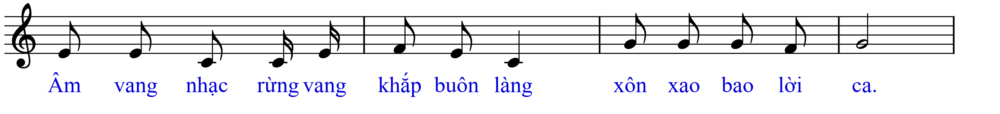 Âm vang nhạc rừng vang khắp buôn làng xôn xao bao lời ca.